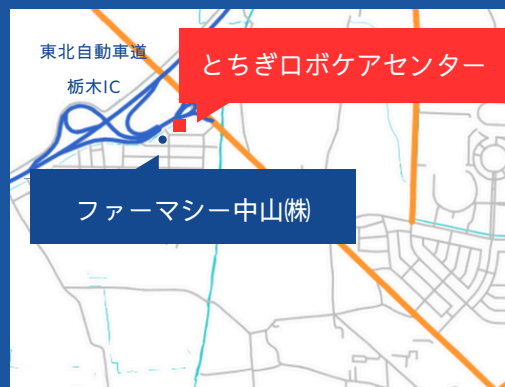 東北自動車道
栃木IC
とちぎロボケアセンター
ファーマシー中山㈱